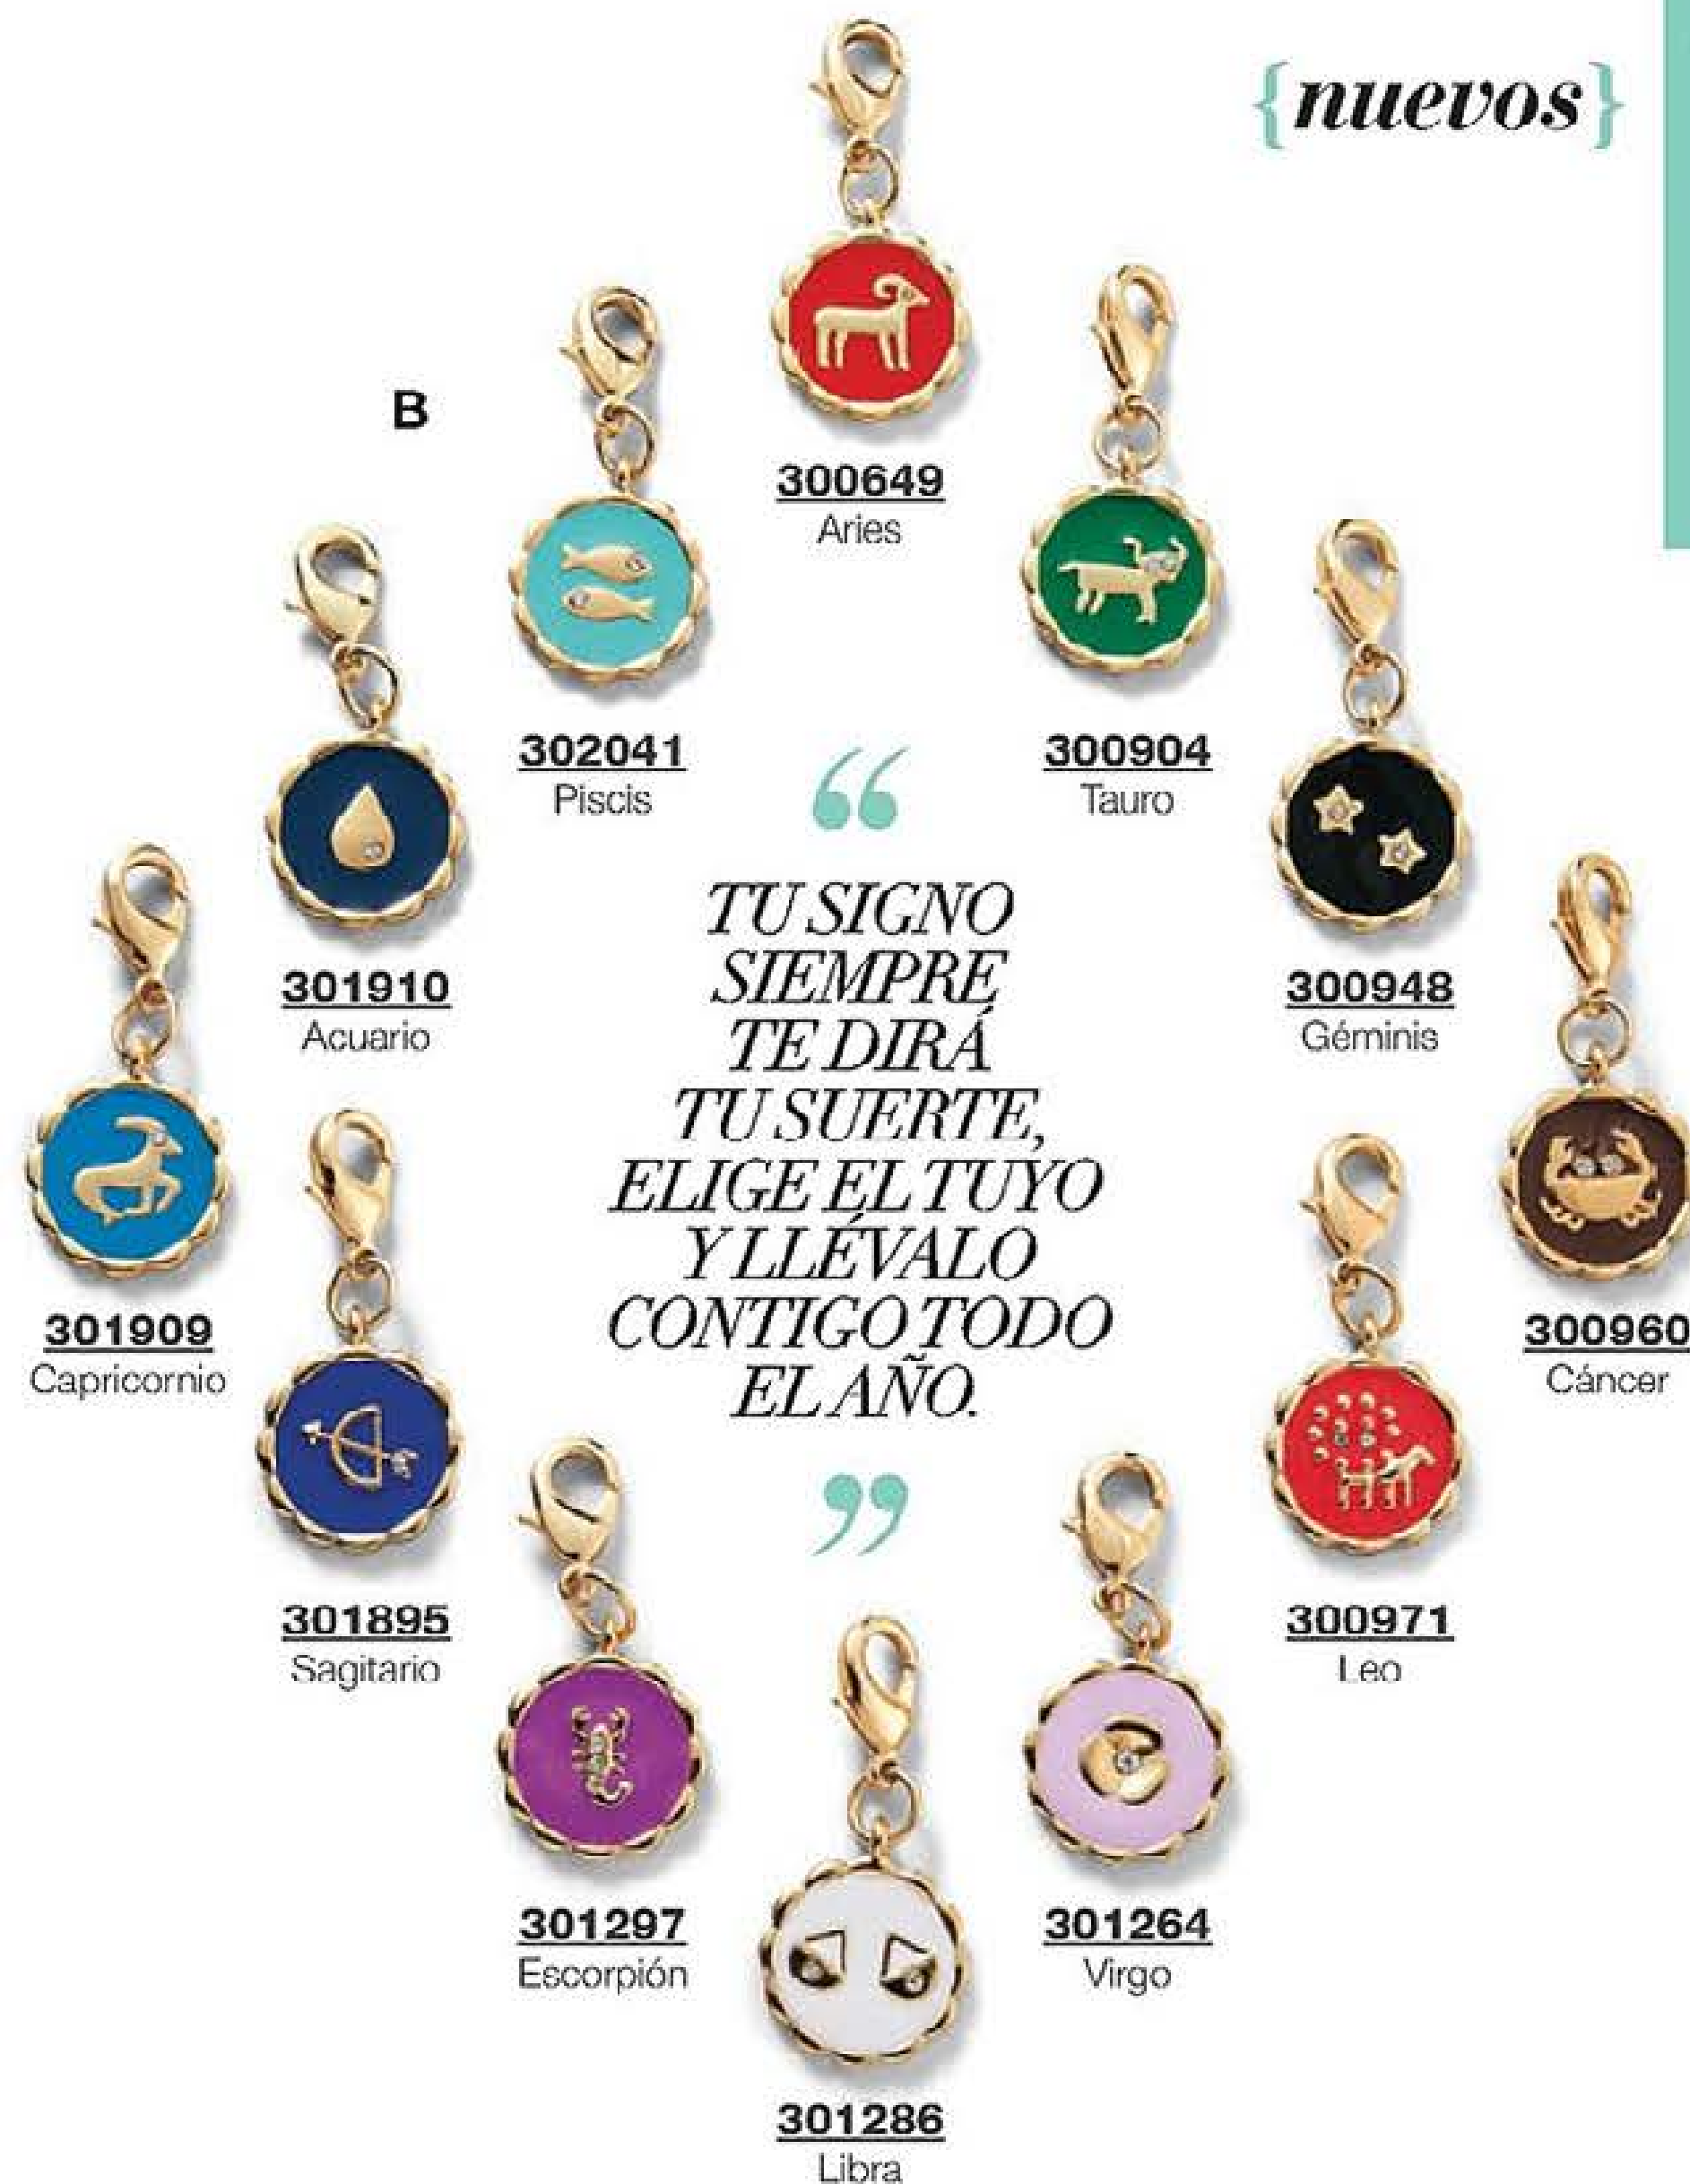 {nuevos}
B
300649
Aries
302041
Piscis
300904
Tauro
301910
Acuario
300948
Géminis
301909
Capricornio
300960
Cáncer
“
TU SIGNO
SIEMPRE
TE DIRÁ
TU SUERTE,
ELIGE EL TUYO
Y LLÉVALO
CONTIGO TODO
EL AÑO.
”
301895
Sagitario
300971
Leo
301297
Escorpión
301264
Virgo
301286
Libra